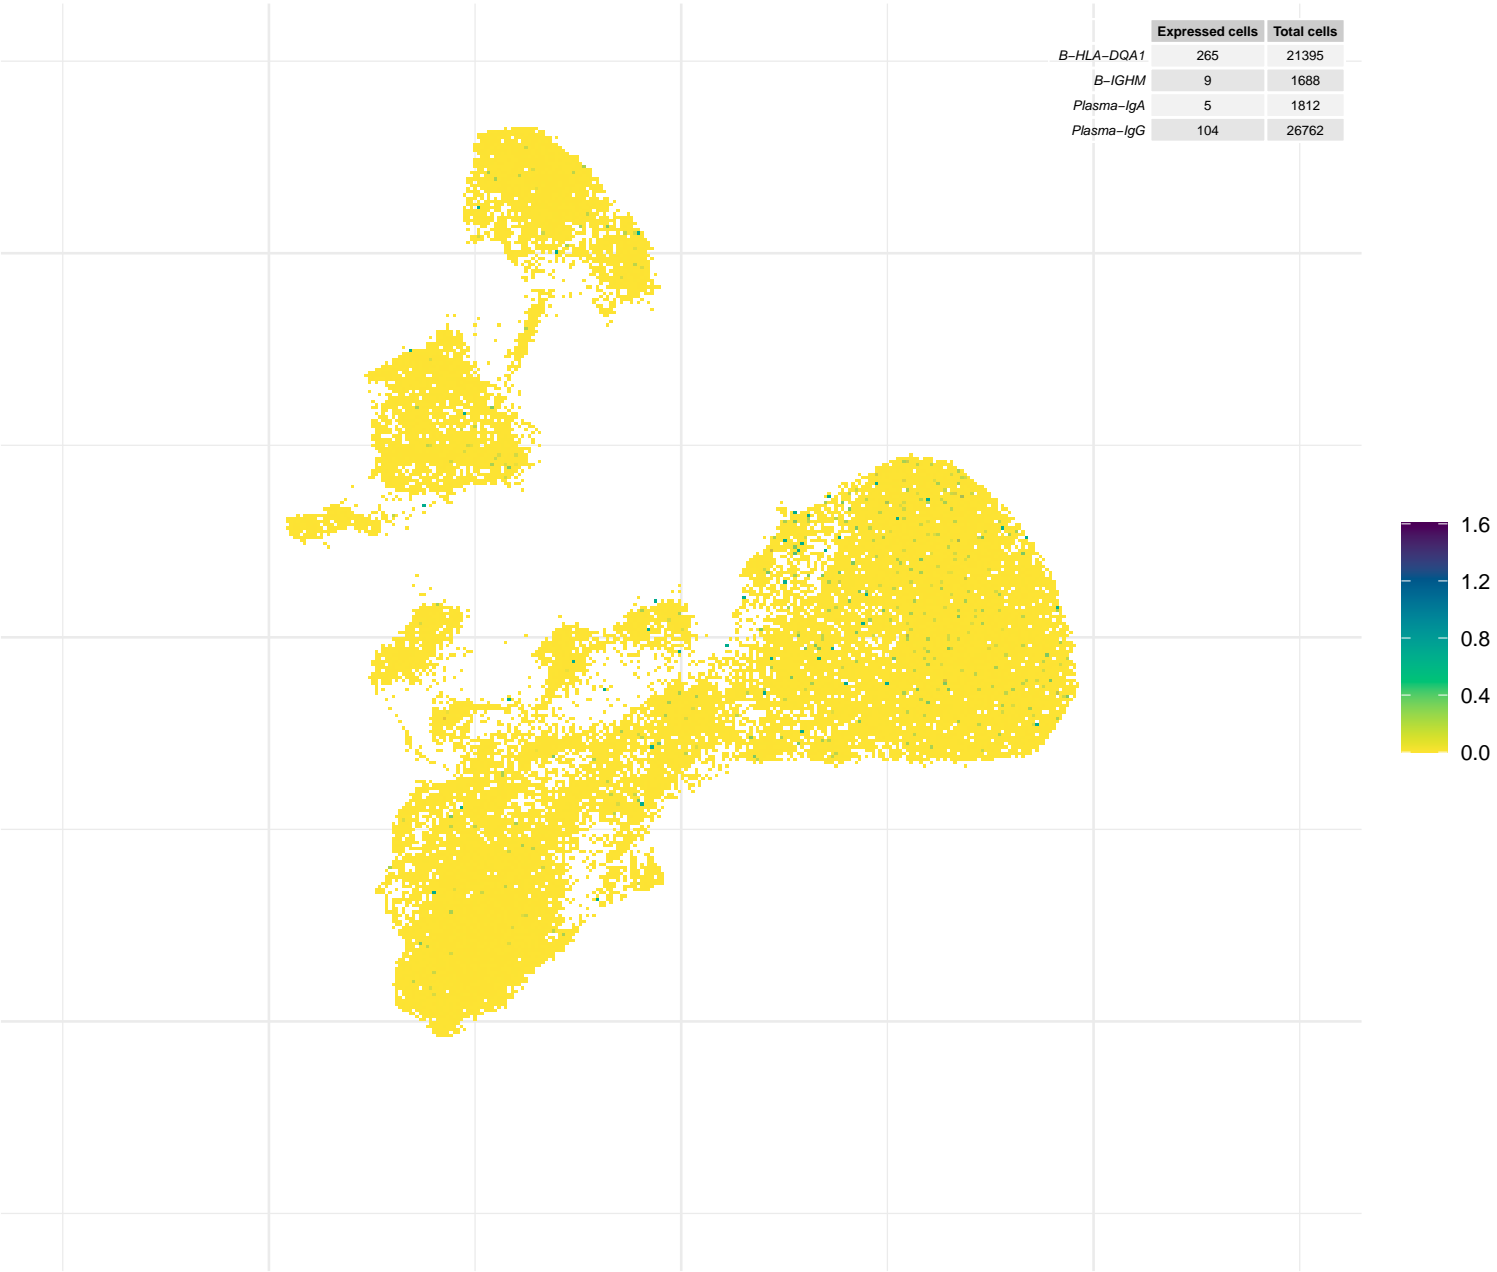 Expressed cells Total cells
B−HLA−DQA1 265 21395
B−IGHM 9 1688
Plasma−IgA 5 1812
Plasma−IgG 104 26762
1.6
1.2
0.8
0.4
0.0